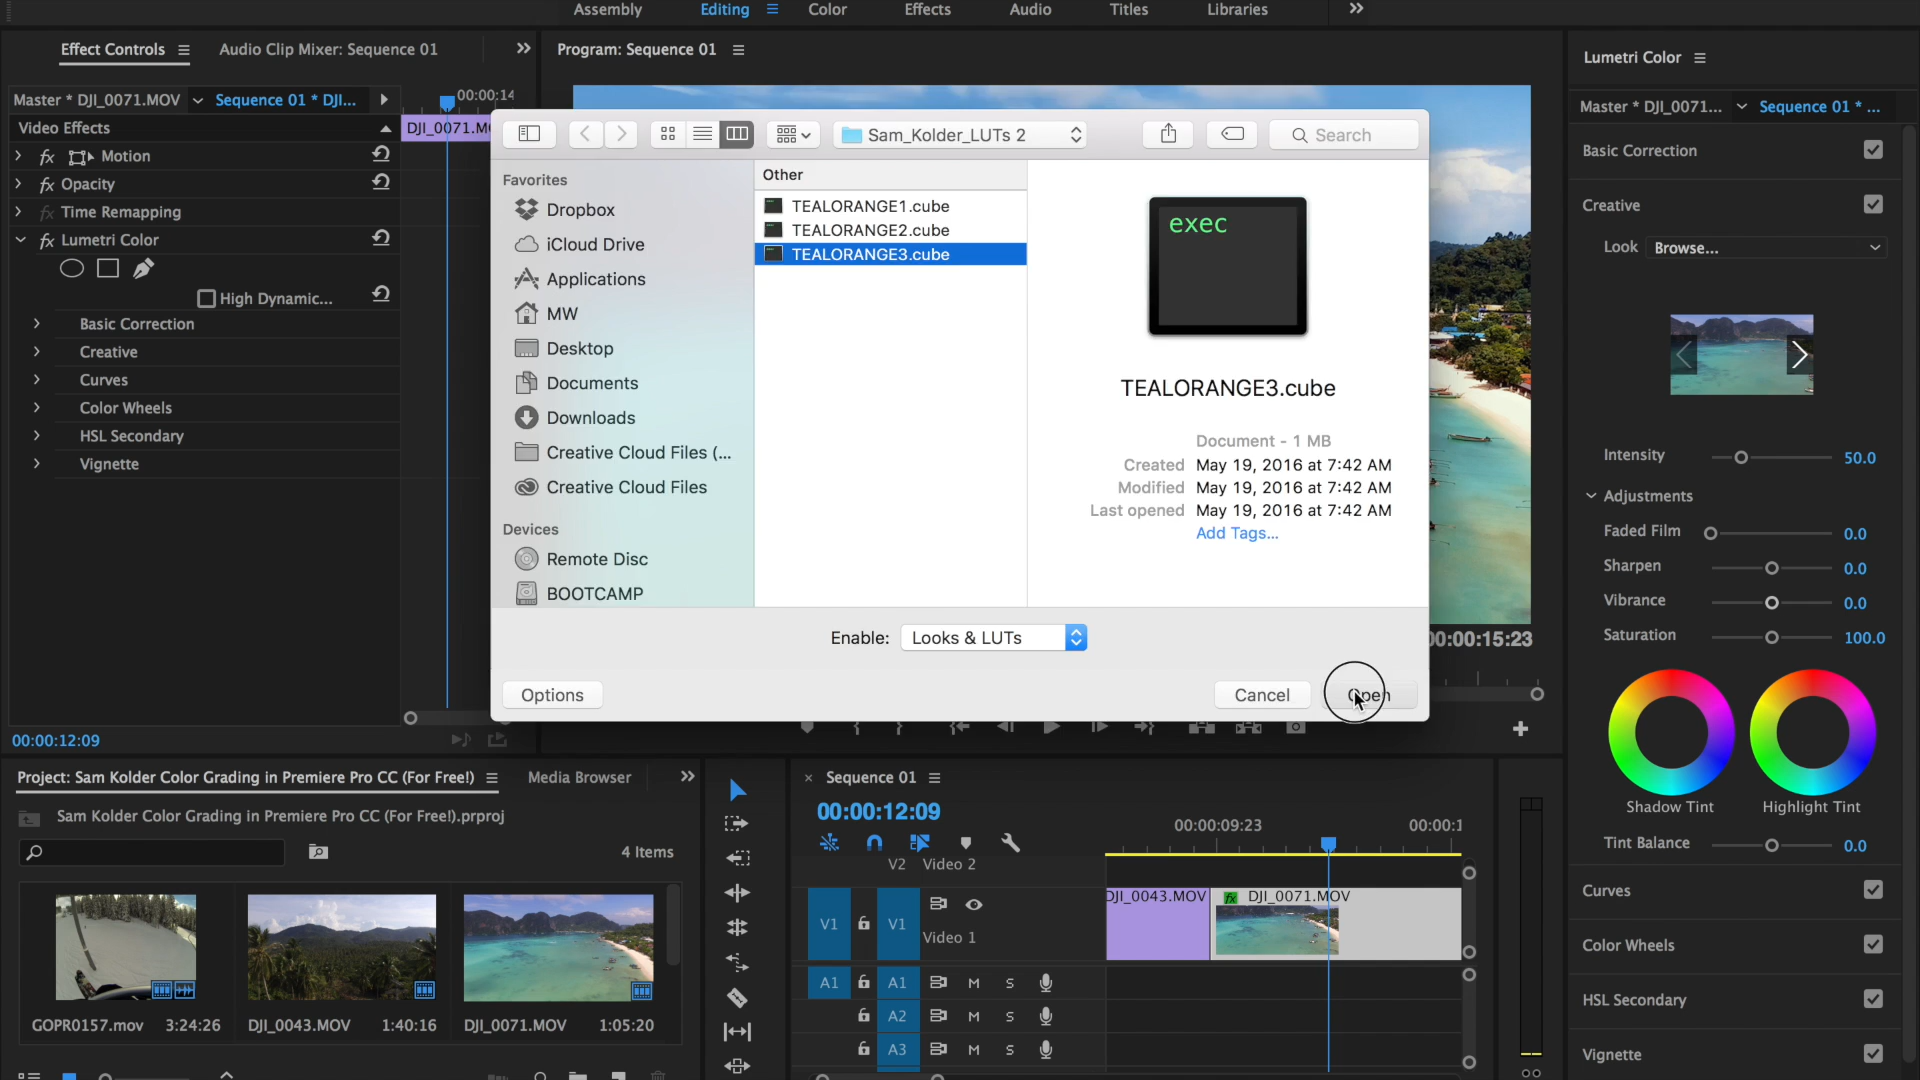 Assembly
Editing
Color
Effects
Audio
Titles
Libraries
Effect Controls
Audio Clip Mixer: Sequence 01
Program: Sequence 01
Lumetri Color
Master * DJI_0071.MOV
Sequence 01 * DJI...
00:00:14
Video Effects
DJI_0071.M
fx Motion
fx Opacity
fx Time Remapping
fx Lumetri Color
High Dynamic...
Basic Correction
Creative
Curves
Color Wheels
HSL Secondary
Vignette
00:00:12:09
Sam_Kolder_LUTs 2
Search
Favorites
Dropbox
iCloud Drive
Applications
MW
Desktop
Documents
Downloads
Creative Cloud Files (...
Creative Cloud Files
Devices
Remote Disc
BOOTCAMP
Other
TEALORANGE1.cube
TEALORANGE2.cube
TEALORANGE3.cube
exec
TEALORANGE3.cube
Document - 1 MB
Created May 19, 2016 at 7:42 AM
Modified May 19, 2016 at 7:42 AM
Last opened May 19, 2016 at 7:42 AM
Add Tags...
Enable: Looks & LUTs
Options
Cancel
Open
00:00:15:23
Master * DJI_0071...
Sequence 01 * ...
Basic Correction
Creative
Look Browse...
Intensity 50.0
Adjustments
Faded Film 0.0
Sharpen 0.0
Vibrance 0.0
Saturation 100.0
Shadow Tint
Highlight Tint
Tint Balance 0.0
Curves
Color Wheels
HSL Secondary
Vignette
Project: Sam Kolder Color Grading in Premiere Pro CC (For Free!)
Media Browser
Sam Kolder Color Grading in Premiere Pro CC (For Free!).prproj
4 Items
GOPR0157.mov 3:24:26
DJI_0043.MOV 1:40:16
DJI_0071.MOV 1:05:20
Sequence 01
00:00:12:09
00:00:09:23
00:00:1
V2 Video 2
V1 V1
Video 1
DJI_0043.MOV
fx DJI_0071.MOV
A1 A1 M S
A2 M S
A3 M S